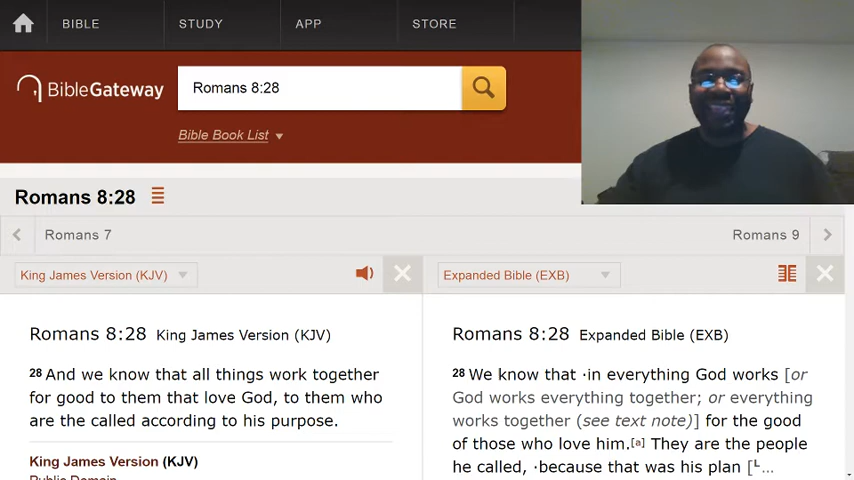 BIBLE STUDY APP STORE
BibleGateway
Romans 8:28
Bible Book List
Romans 8:28
Romans 7
Romans 9
King James Version (KJV)
Expanded Bible (EXB)
Romans 8:28 King James Version (KJV)
28 And we know that all things work together
for good to them that love God, to them who
are the called according to his purpose.
King James Version (KJV)
Public Domain
Romans 8:28 Expanded Bible (EXB)
28 We know that ·in everything God works [or
God works everything together; or everything
works together (see text note)] for the good
of those who love him.[a] They are the people
he called, ·because that was his plan [L...